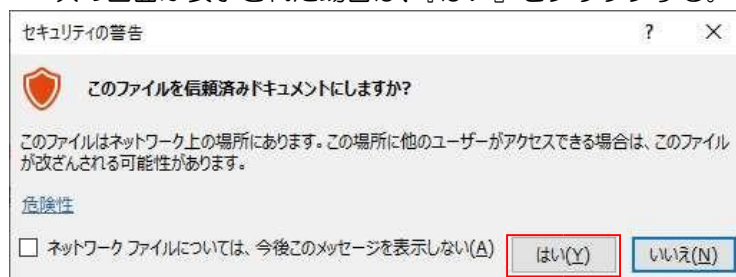 次の画面が表示された場合は、『はい』をクリックする。
セキュリティの警告 ? ×
このファイルを信頼済みドキュメントにしますか?
このファイルはネットワーク上の場所にあります。この場所に他のユーザーがアクセスできる場合は、このファイル
が改ざんされる可能性があります。
危険性
ネットワーク ファイルについては、今後このメッセージを表示しない(A) はい(Y) いいえ(N)